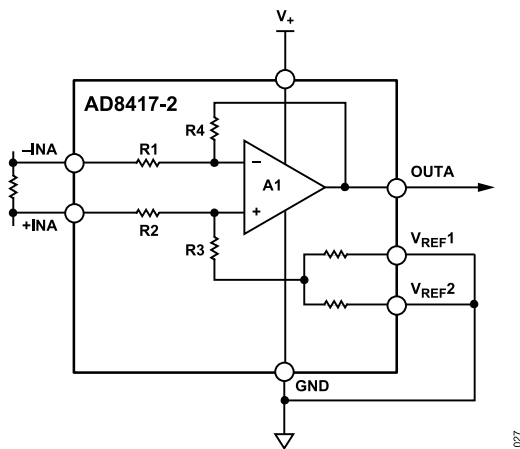 V+
AD8417-2
R4
–INA
R1
–
A1
OUTA
+
+INA
R2
R3
VREF1
VREF2
GND
027